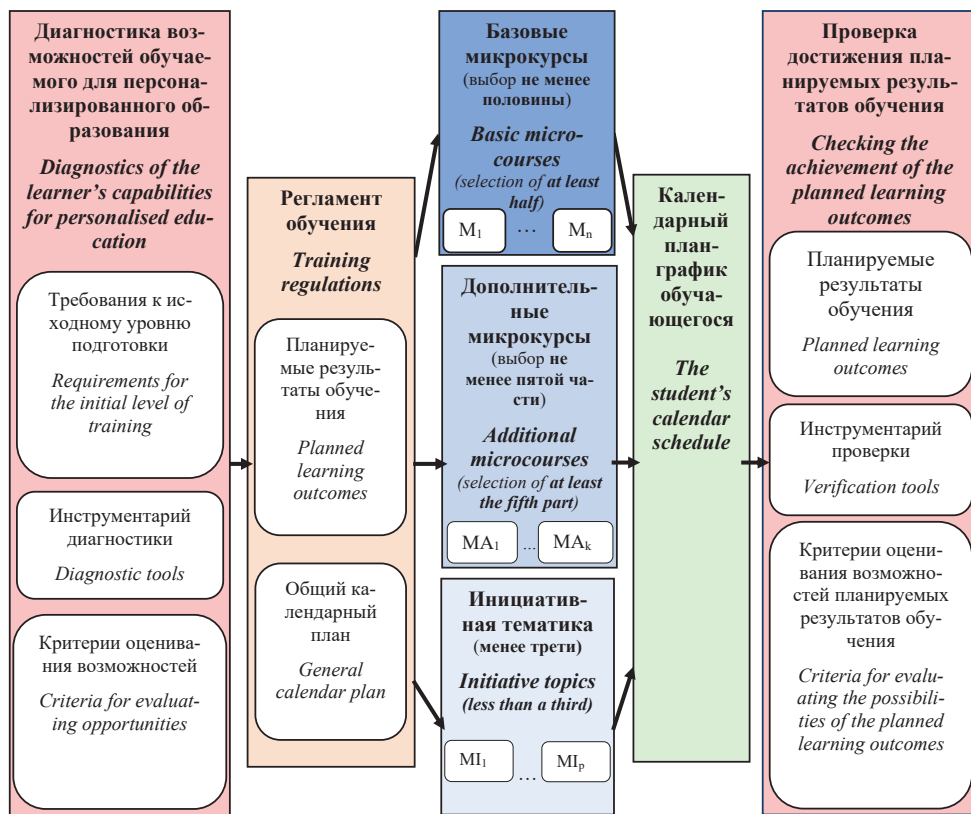 Диагностика воз-
можностей обучае-
мого для персо-
нализированного об-
разования
Diagnostics of the
learner’s capabilities
for personalised edu-
cation
Требования к ис-
ходному уровню
подготовки
Requirements for
the initial level of
training
Инструментарий
диагностики
Diagnostic tools
Критерии оценива-
ния возможностей
Criteria for evaluat-
ing opportunities
Регламент
обучения
Training
regulations
Планируе-
мые резуль-
таты обуче-
ния
Planned
learning
outcomes
Общий ка-
лендарный
план
General
calendar plan
Базовые
микрокурсы
(выбор не менее
половины)
Basic micro-
courses
(selection of at least
half)
M1 … Mn
Дополнитель-
ные микрокурсы
(выбор не
менее пятой ча-
сти)
Additional
microcourses
(selection of at least
the fifth part)
MA1 ... MAk
Инициатив-
ная тематика
(менее трети)
Initiative topics
(less than a third)
MI1 … MIp
Кален-
дарный
план-
график
обуча-
ющегося
The
student’s
calendar
schedule
Проверка
достижения пла-
нируемых резуль-
татов обучения
Checking the
achievement of the
planned learning
outcomes
Планируемые
результаты
обучения
Planned learning
outcomes
Инструментарий
проверки
Verification tools
Критерии оцени-
вания возможно-
стей планируемых
результатов обу-
чения
Criteria for evalu-
ating the possibili-
ties of the planned
learning outcomes